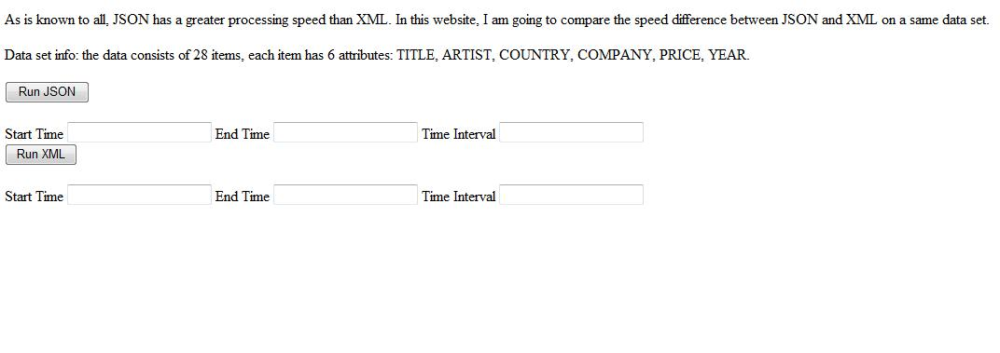 As is known to all, JSON has a greater processing speed than XML. In this website, I am going to compare the speed difference between JSON and XML on a same data set.
Data set info: the data consists of 28 items, each item has 6 attributes: TITLE, ARTIST, COUNTRY, COMPANY, PRICE, YEAR.
Run JSON
Start Time End Time Time Interval
Run XML
Start Time End Time Time Interval